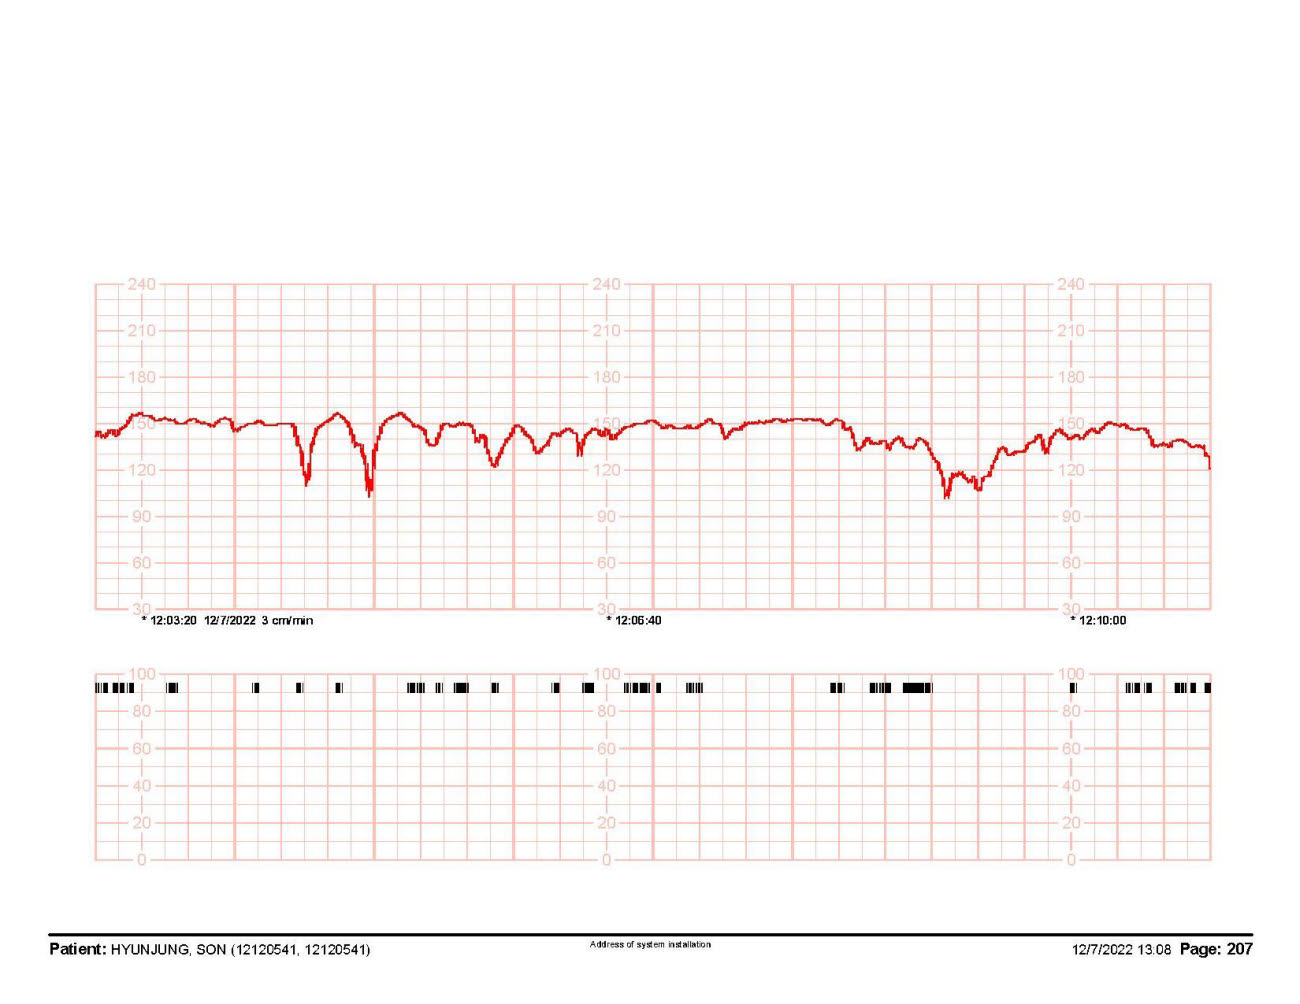 240 240 240
210 210 210
180 180 180
150 150 150
120 120 120
90 90 90
60 60 60
30 30 30
* 12:03:20 12/7/2022 3 cm/min * 12:06:40 * 12:10:00
100 100 100
80 80 80
60 60 60
40 40 40
20 20 20
0 0 0
Patient: HYUNJUNG, SON (12120541, 12120541) Address of system installation 12/7/2022 13:08 Page: 207